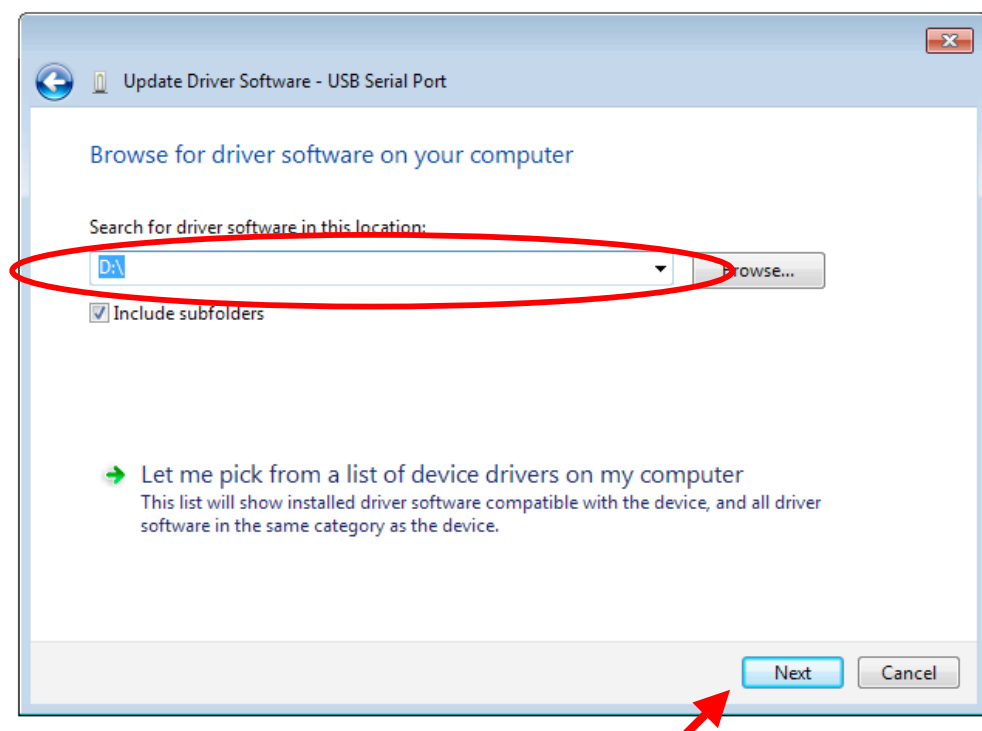 Update Driver Software - USB Serial Port
Browse for driver software on your computer
Search for driver software in this location:
D:\
Browse...
Include subfolders
Let me pick from a list of device drivers on my computer
This list will show installed driver software compatible with the device, and all driver
software in the same category as the device.
Next
Cancel